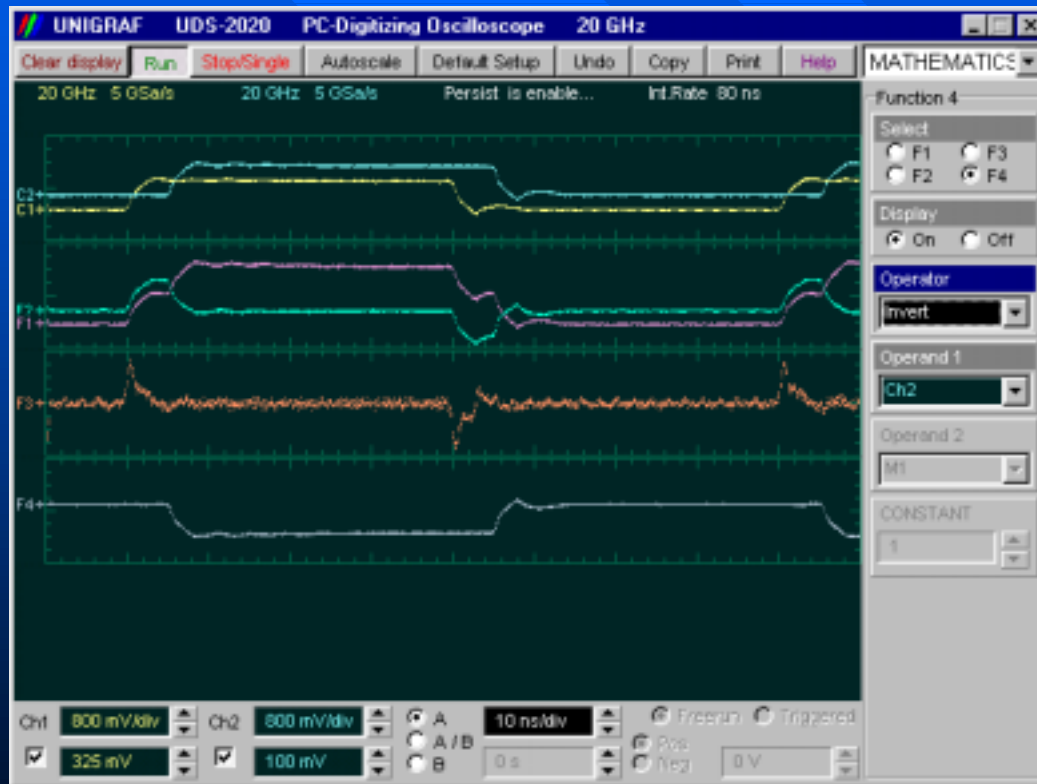 UNIGRAF UDS-2020 PC-Digitizing Oscilloscope 20 GHz
Clear display Run Stop/Single Autoscale Default Setup Undo Copy Print Help MATHEMATICS
20 GHz 5 GSa/s 20 GHz 5 GSa/s Persist is enable... Int.Rate 80 ns
Function 4
Select
F1 F3
F2 F4
Display
On Off
Operator
Invert
Operand 1
Ch2
Operand 2
M1
CONSTANT
1
C2+
C1+
F2+
F1+
F3+
F4+
Ch1 800 mV/div Ch2 800 mV/div A 10 ns/div Freerun Triggered
A / B Pos
325 mV 100 mV B 0 s Neg 0 V